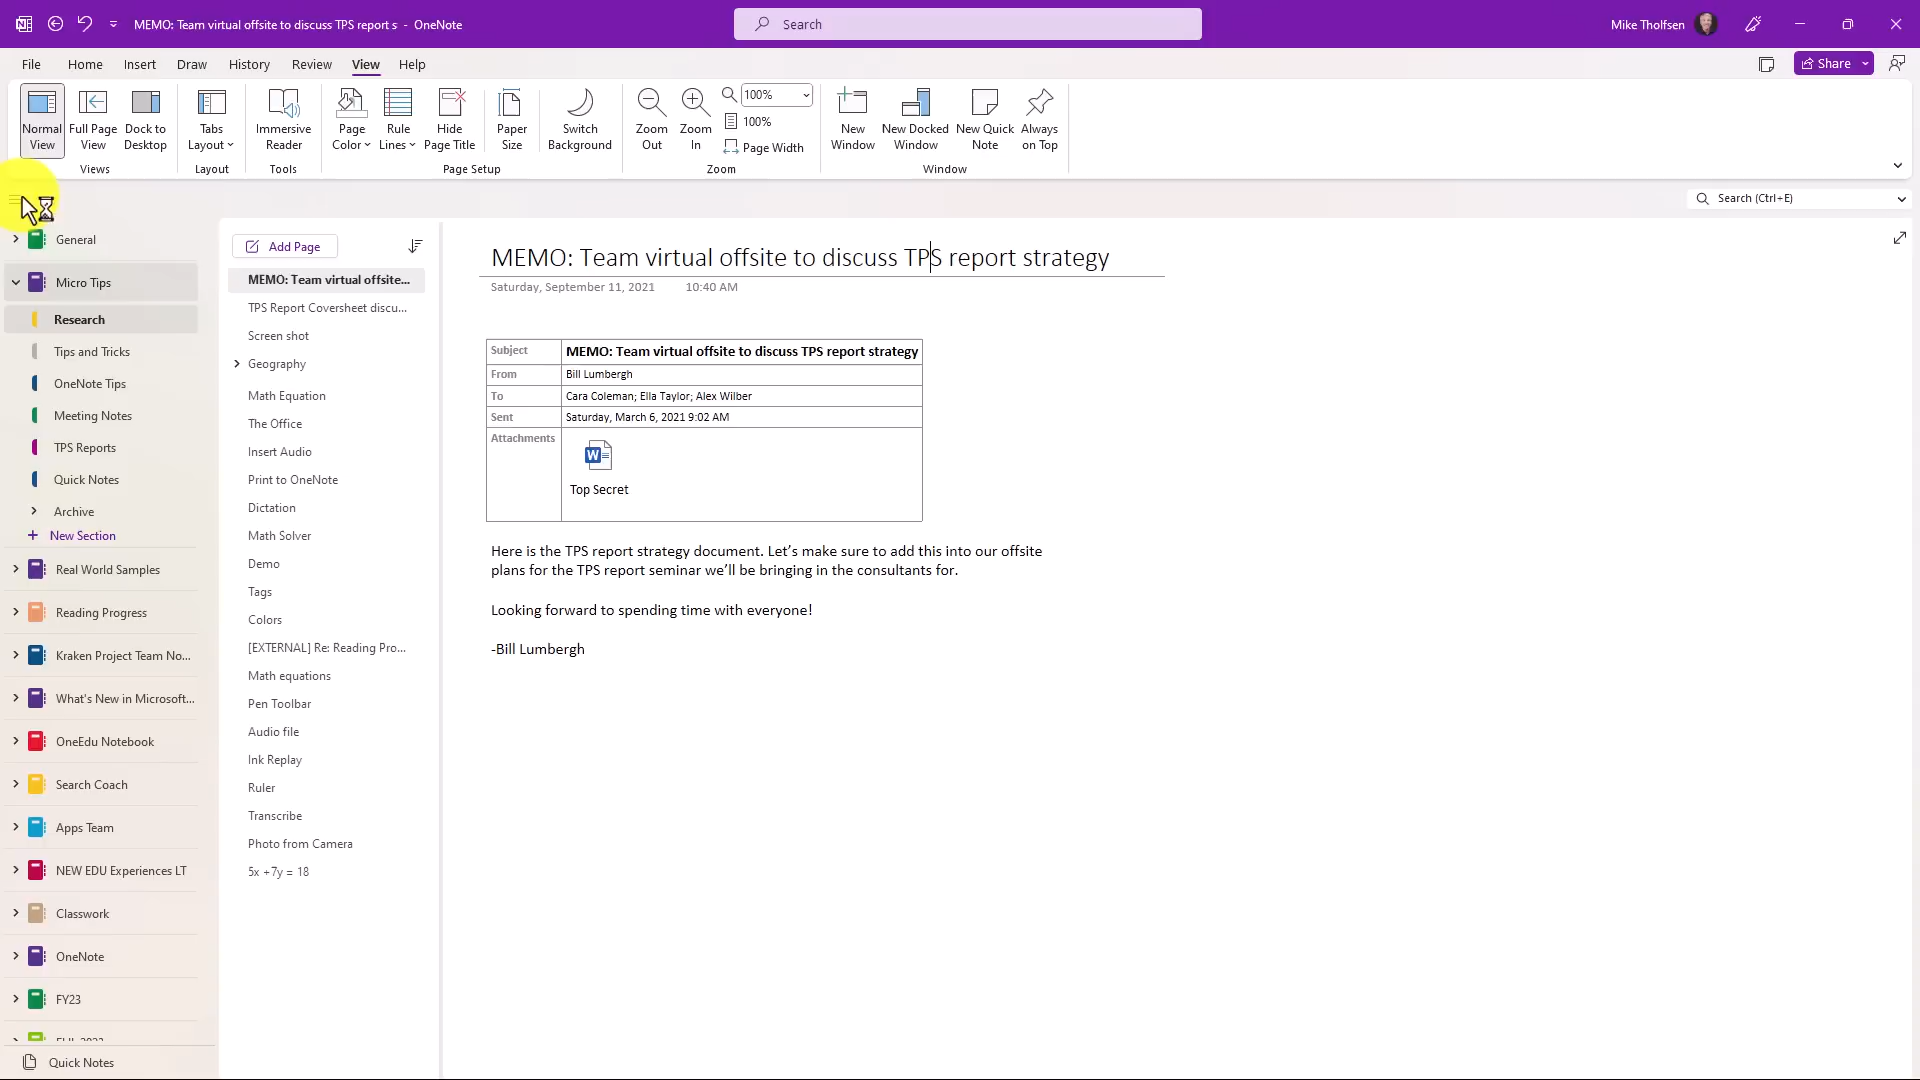 MEMO: Team virtual offsite to discuss TPS report s - OneNote
Search
Mike Tholfsen
File Home Insert Draw History Review View Help
Share
Normal View
Full Page View
Dock to Desktop
Views
Tabs Layout
Layout
Immersive Reader
Tools
Page Color
Rule Lines
Hide Page Title
Paper Size
Switch Background
Page Setup
Zoom Out
Zoom In
100%
100%
Page Width
Zoom
New Window
New Docked Window
New Quick Note
Always on Top
Window
Search (Ctrl+E)
General
Micro Tips
Research
Tips and Tricks
OneNote Tips
Meeting Notes
TPS Reports
Quick Notes
Archive
+ New Section
Real World Samples
Reading Progress
Kraken Project Team No...
What's New in Microsoft...
OneEdu Notebook
Search Coach
Apps Team
NEW EDU Experiences LT
Classwork
OneNote
FY23
Quick Notes
Add Page
MEMO: Team virtual offsite...
TPS Report Coversheet discu...
Screen shot
Geography
Math Equation
The Office
Insert Audio
Print to OneNote
Dictation
Math Solver
Demo
Tags
Colors
[EXTERNAL] Re: Reading Pro...
Math equations
Pen Toolbar
Audio file
Ink Replay
Ruler
Transcribe
Photo from Camera
5x +7y = 18
MEMO: Team virtual offsite to discuss TPS report strategy
Saturday, September 11, 2021 10:40 AM
Subject MEMO: Team virtual offsite to discuss TPS report strategy
From Bill Lumbergh
To Cara Coleman; Ella Taylor; Alex Wilber
Sent Saturday, March 6, 2021 9:02 AM
Attachments
W
Top Secret
Here is the TPS report strategy document. Let's make sure to add this into our offsite
plans for the TPS report seminar we'll be bringing in the consultants for.
Looking forward to spending time with everyone!
-Bill Lumbergh